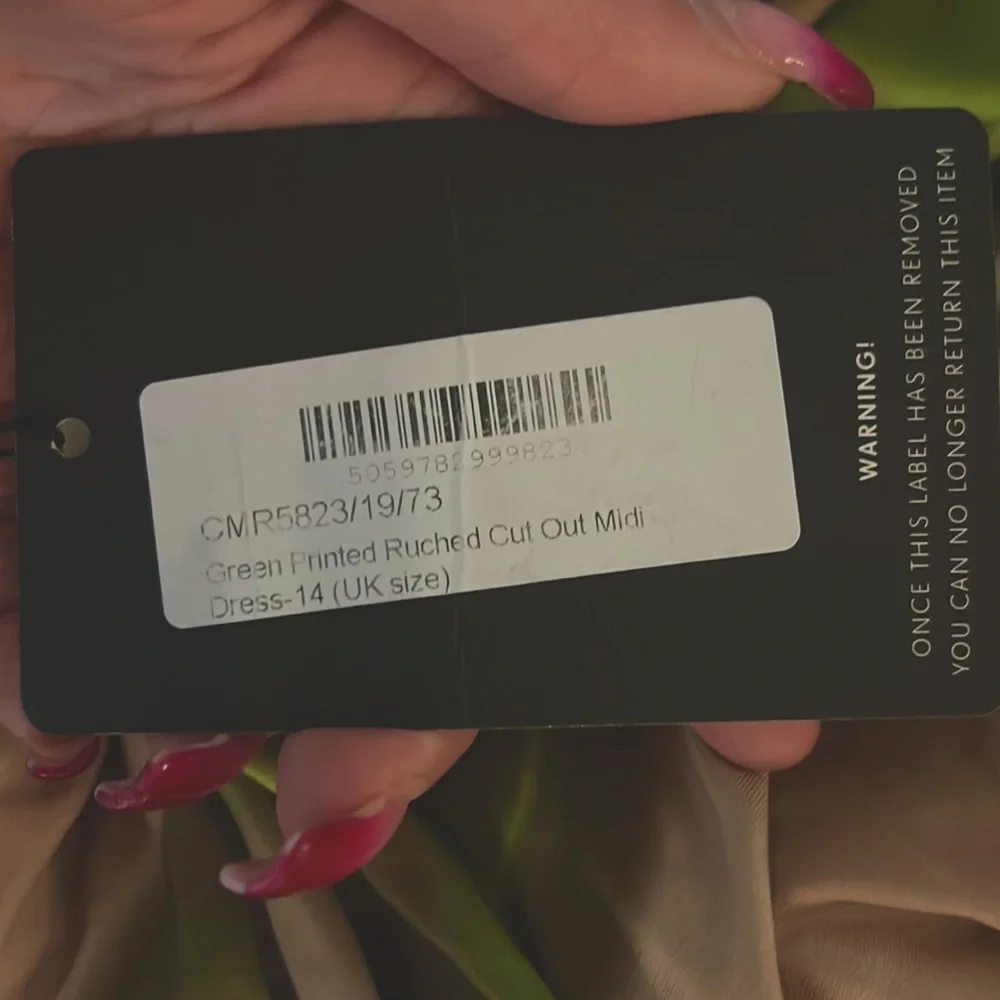 5059782999823
CMR5823/19/73
Green Printed Ruched Cut Out Midi
Dress-14 (UK size)
WARNING!
ONCE THIS LABEL HAS BEEN REMOVED
YOU CAN NO LONGER RETURN THIS ITEM